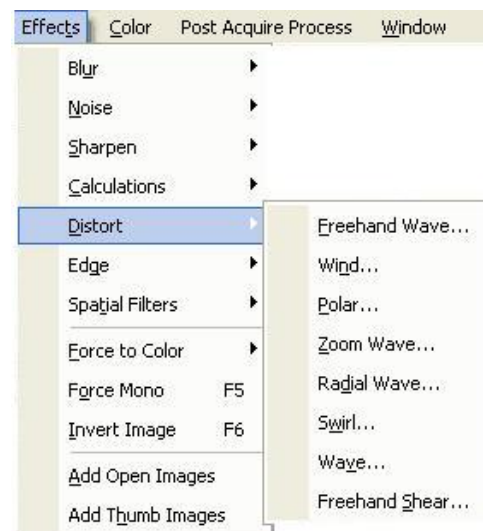 Effects Color Post Acquire Process Window
Blur
Noise
Sharpen
Calculations
Distort
Edge
Spatial Filters
Force to Color
Force Mono F5
Invert Image F6
Add Open Images
Add Thumb Images
Freehand Wave...
Wind...
Polar...
Zoom Wave...
Radial Wave...
Swirl...
Wave...
Freehand Shear...